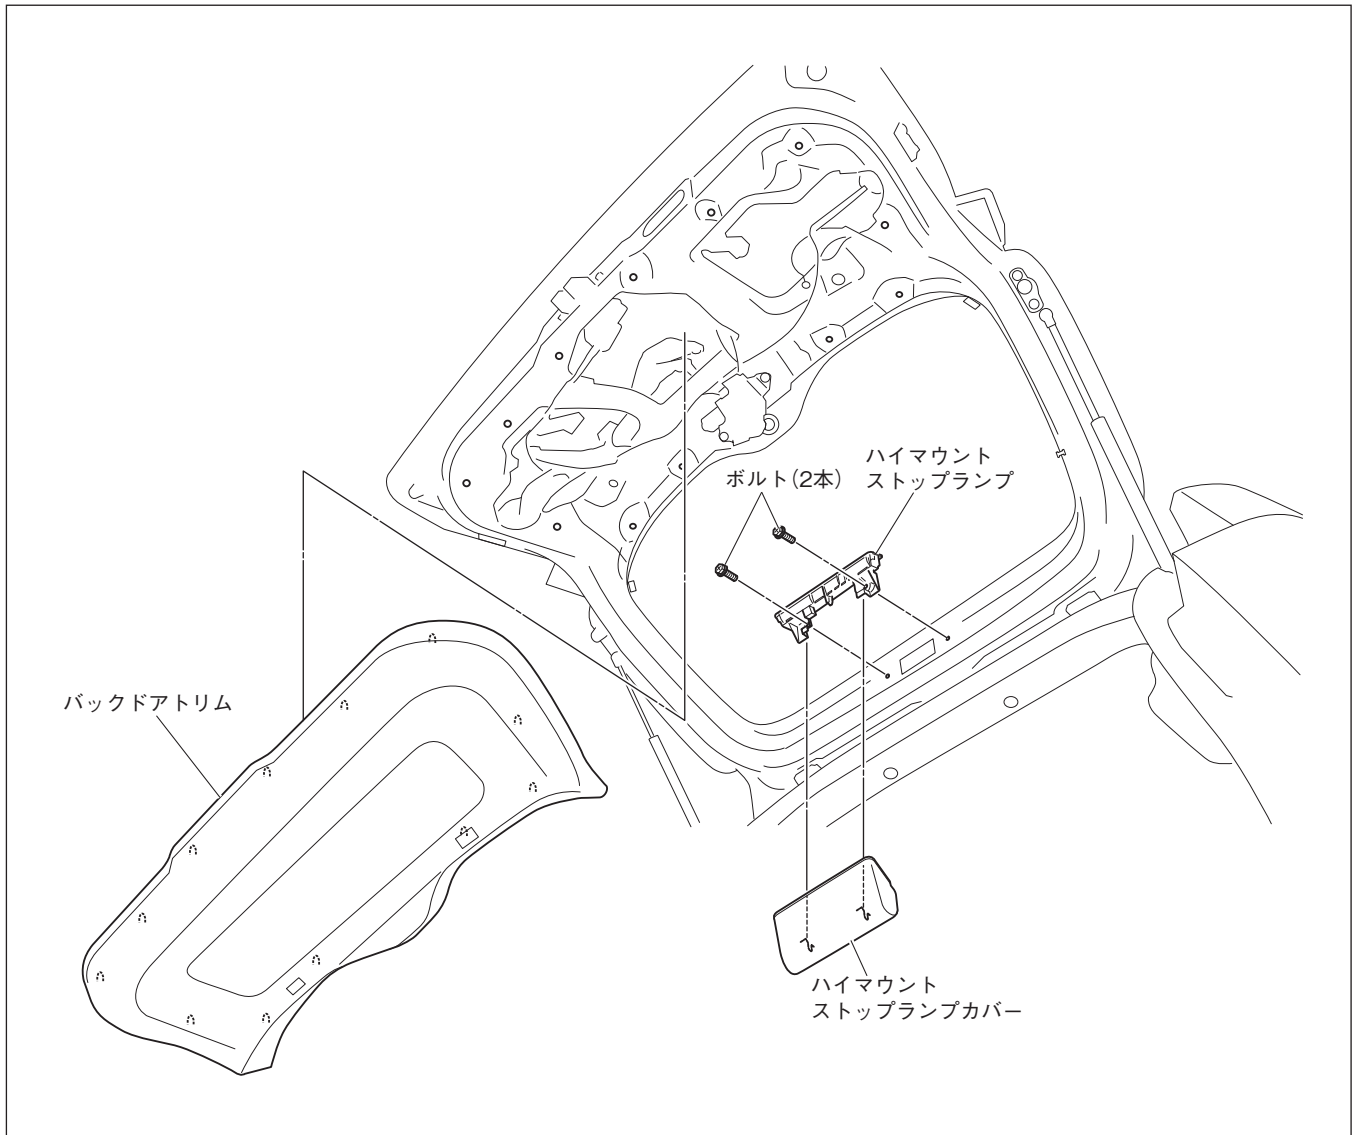 ハイマウント
ストップランプ
ボルト(2本)
バックドアトリム
ハイマウント
ストップランプカバー